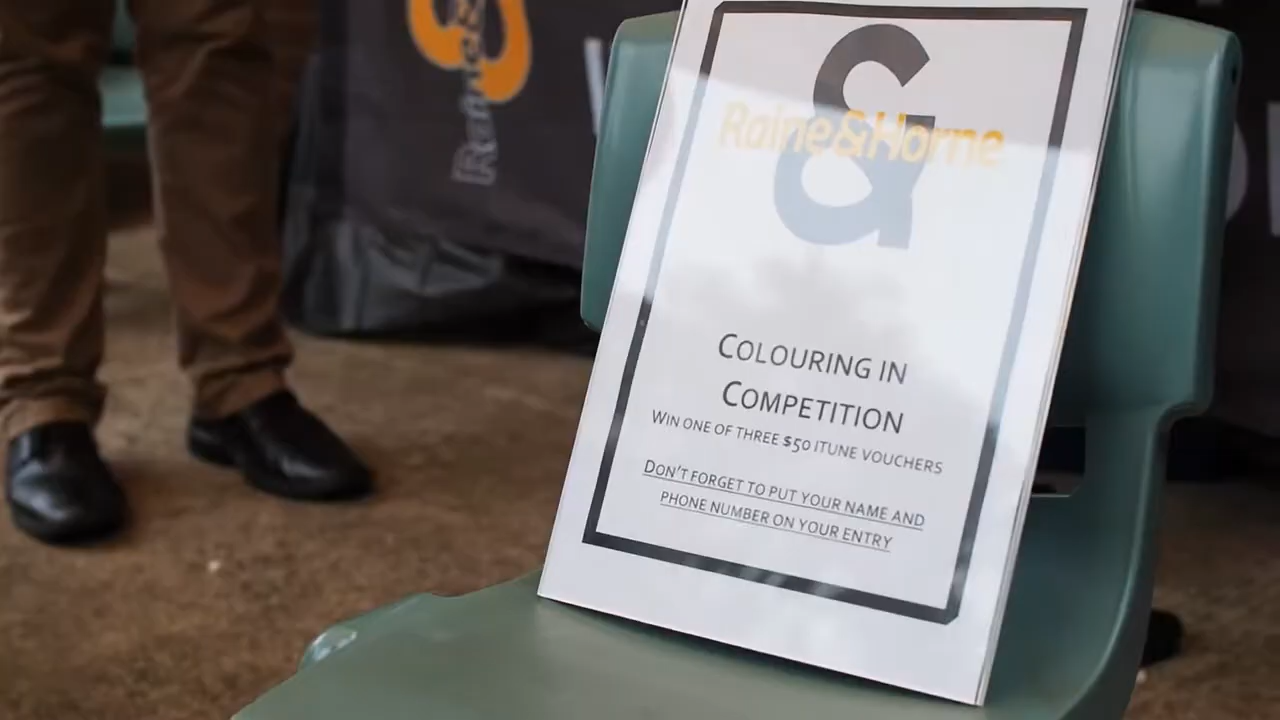 &
Raine&Horne
COLOURING IN
COMPETITION
WIN ONE OF THREE $50 ITUNE VOUCHERS
DON'T FORGET TO PUT YOUR NAME AND
PHONE NUMBER ON YOUR ENTRY